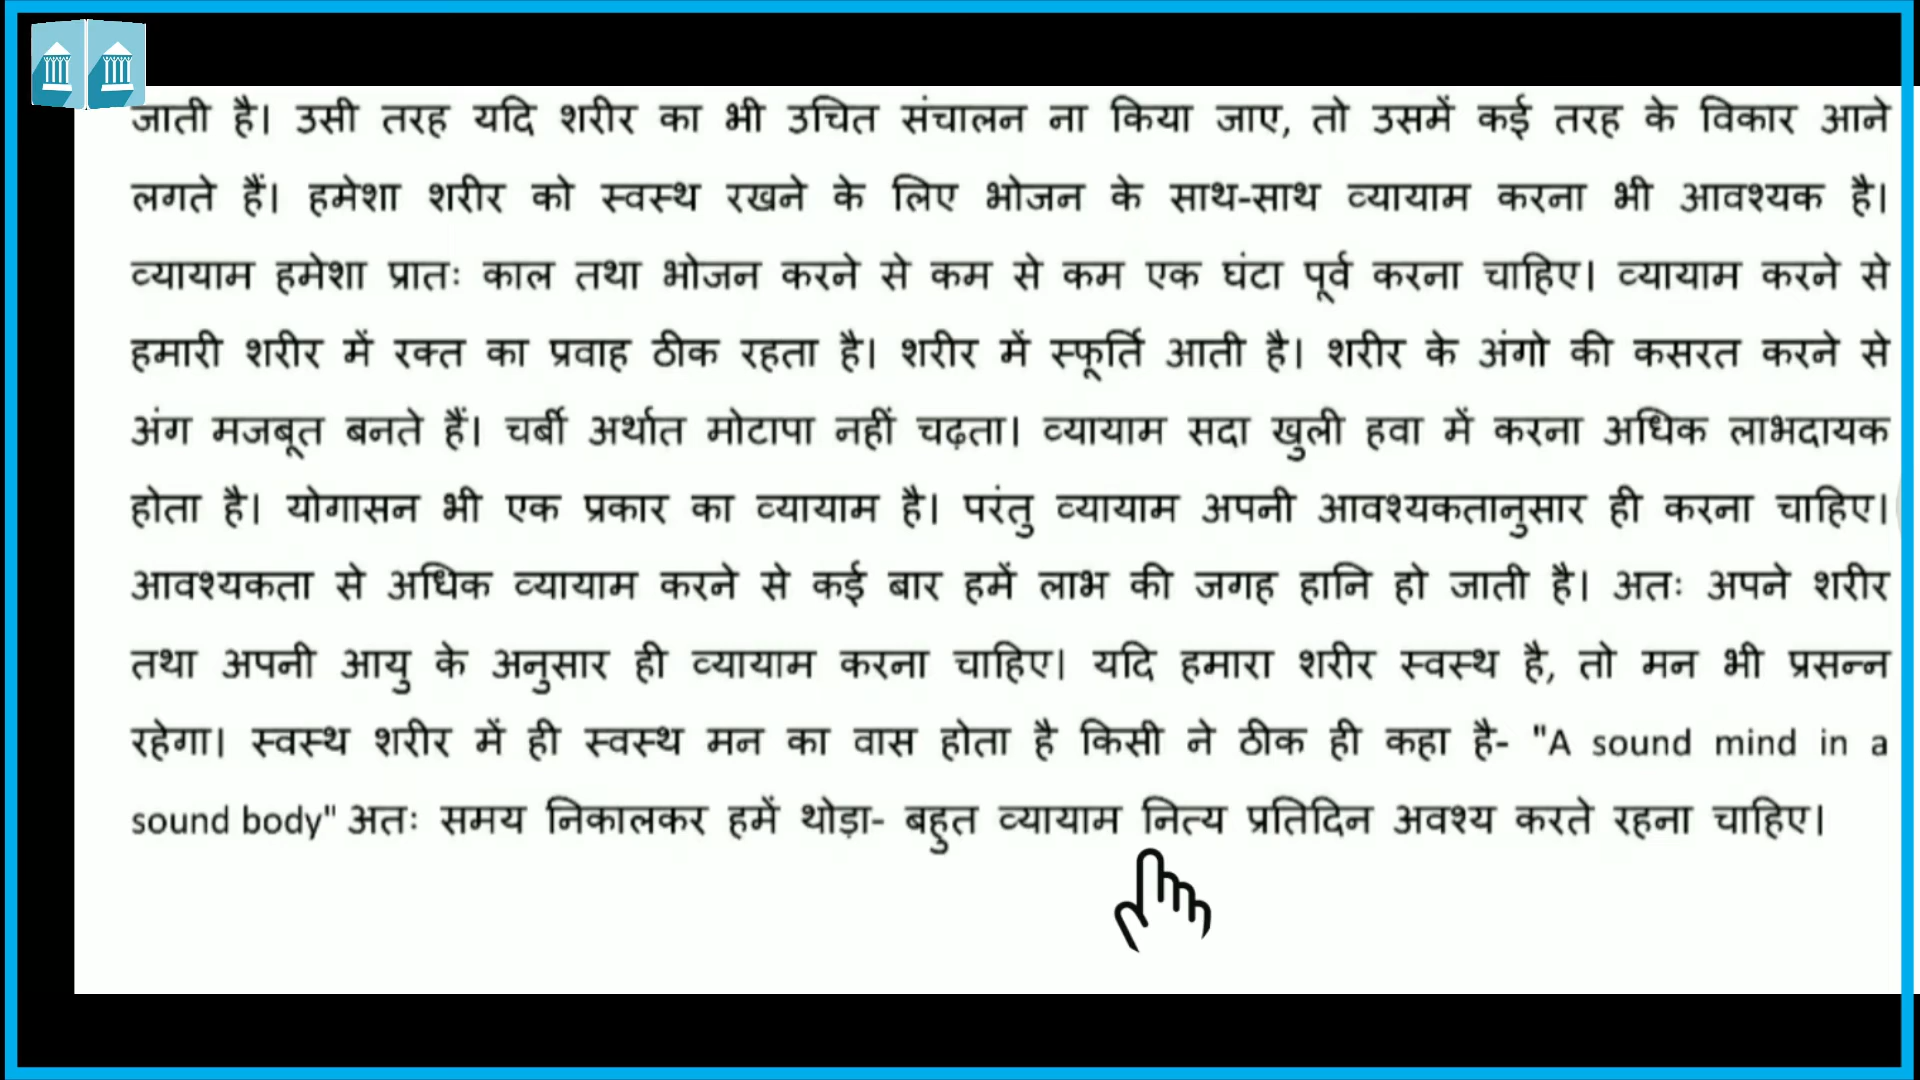 जाती है। उसी तरह यदि शरीर का भी उचित संचालन ना किया जाए, तो उसमें कई तरह के विकार आने
लगते हैं। हमेशा शरीर को स्वस्थ रखने के लिए भोजन के साथ-साथ व्यायाम करना भी आवश्यक है।
व्यायाम हमेशा प्रातः काल तथा भोजन करने से कम से कम एक घंटा पूर्व करना चाहिए। व्यायाम करने से
हमारी शरीर में रक्त का प्रवाह ठीक रहता है। शरीर में स्फूर्ति आती है। शरीर के अंगो की कसरत करने से
अंग मजबूत बनते हैं। चर्बी अर्थात मोटापा नहीं चढ़ता। व्यायाम सदा खुली हवा में करना अधिक लाभदायक
होता है। योगासन भी एक प्रकार का व्यायाम है। परंतु व्यायाम अपनी आवश्यकतानुसार ही करना चाहिए।
आवश्यकता से अधिक व्यायाम करने से कई बार हमें लाभ की जगह हानि हो जाती है। अतः अपने शरीर
तथा अपनी आयु के अनुसार ही व्यायाम करना चाहिए। यदि हमारा शरीर स्वस्थ है, तो मन भी प्रसन्न
रहेगा। स्वस्थ शरीर में ही स्वस्थ मन का वास होता है किसी ने ठीक ही कहा है- "A sound mind in a
sound body" अतः समय निकालकर हमें थोड़ा- बहुत व्यायाम नित्य प्रतिदिन अवश्य करते रहना चाहिए।